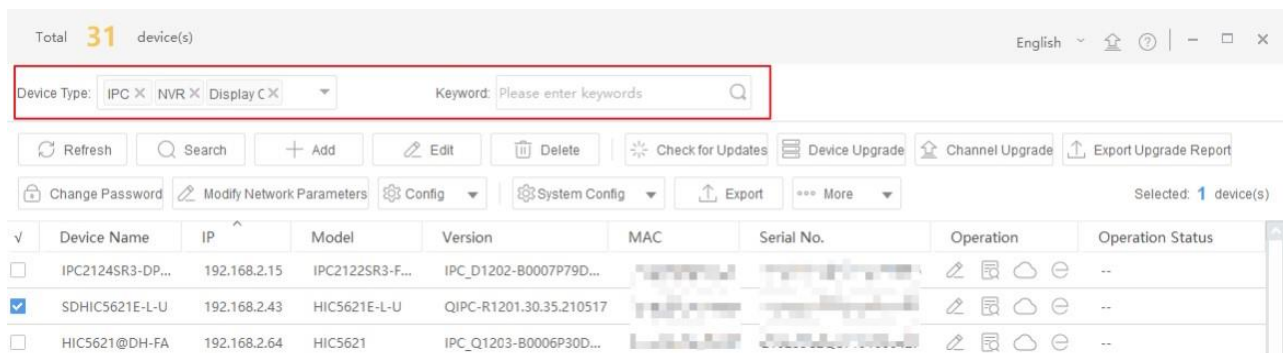 Total 31 device(s) English
Device Type: IPC NVR Display C Keyword: Please enter keywords
Refresh Search Add Edit Delete Check for Updates Device Upgrade Channel Upgrade Export Upgrade Report
Change Password Modify Network Parameters Config System Config Export More Selected: 1 device(s)
√ Device Name IP Model Version MAC Serial No. Operation Operation Status
IPC2124SR3-DP... 192.168.2.15 IPC2122SR3-F... IPC_D1202-B0007P79D... --
SDHIC5621E-L-U 192.168.2.43 HIC5621E-L-U QIPC-R1201.30.35.210517 --
HIC5621@DH-FA 192.168.2.64 HIC5621 IPC_Q1203-B0006P30D... --